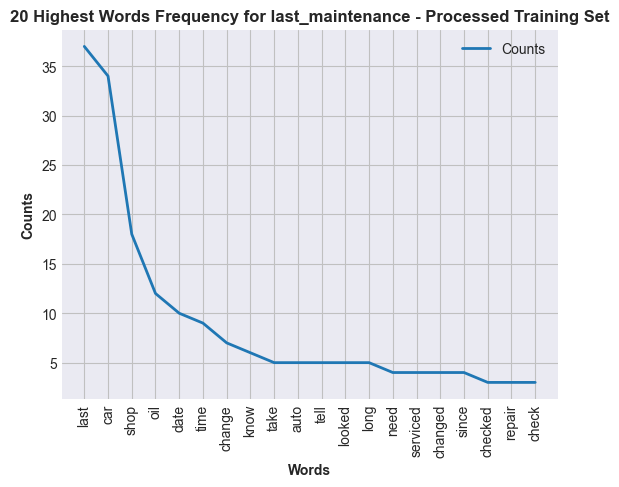 20 Highest Words Frequency for last_maintenance - Processed Training Set
Counts
35
30
25
20
15
10
5
Counts
last
car
shop
oil
date
time
change
know
take
auto
tell
looked
long
need
serviced
changed
since
checked
repair
check
Words